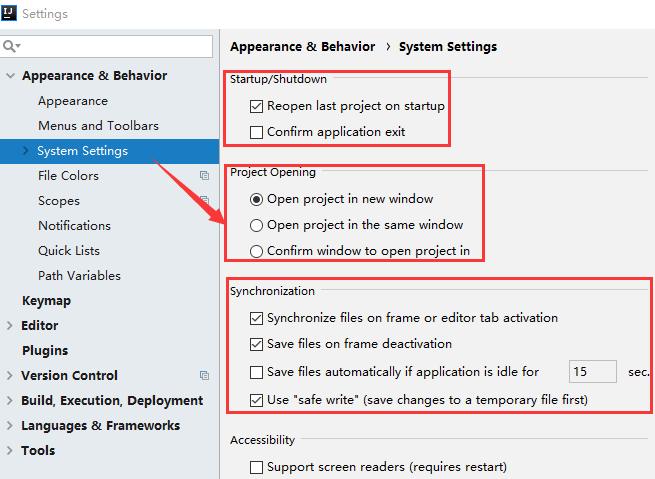 IJ Settings
Appearance & Behavior
Appearance
Menus and Toolbars
System Settings
File Colors
Scopes
Notifications
Quick Lists
Path Variables
Keymap
Editor
Plugins
Version Control
Build, Execution, Deployment
Languages & Frameworks
Tools
Appearance & Behavior › System Settings
Startup/Shutdown
Reopen last project on startup
Confirm application exit
Project Opening
Open project in new window
Open project in the same window
Confirm window to open project in
Synchronization
Synchronize files on frame or editor tab activation
Save files on frame deactivation
Save files automatically if application is idle for 15 sec.
Use "safe write" (save changes to a temporary file first)
Accessibility
Support screen readers (requires restart)